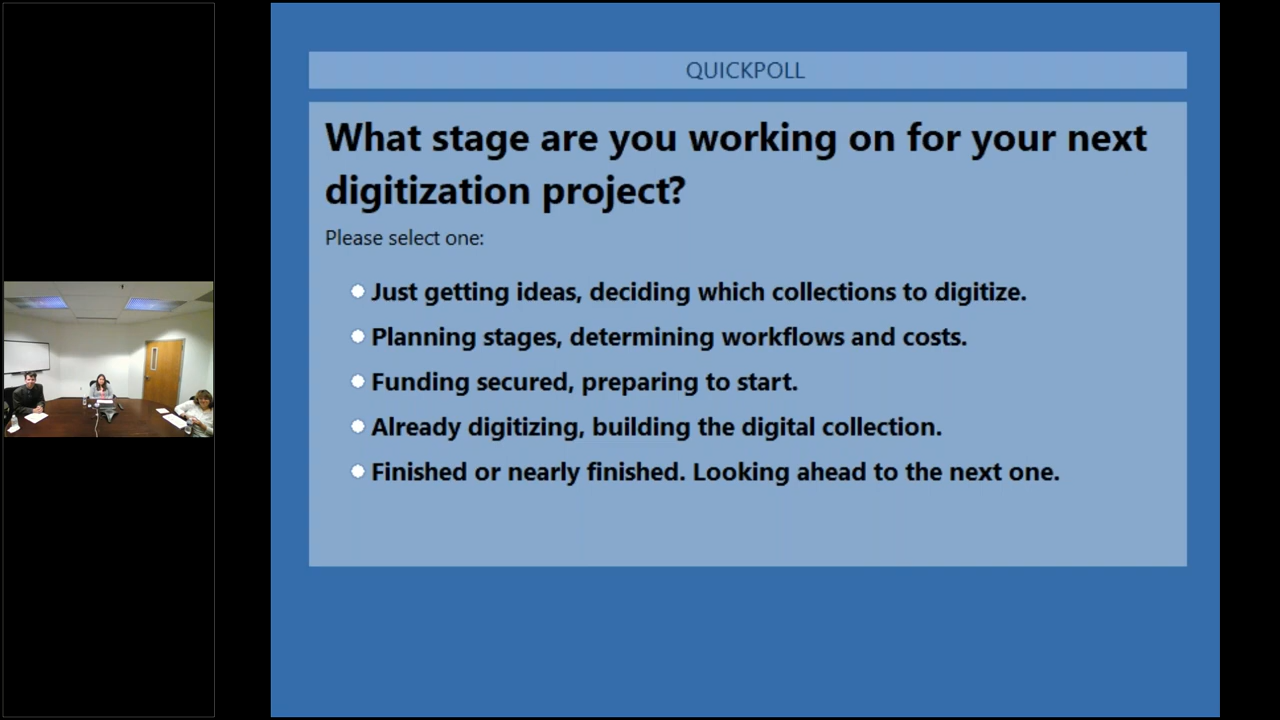 QUICKPOLL
What stage are you working on for your next
digitization project?
Please select one:
Just getting ideas, deciding which collections to digitize.
Planning stages, determining workflows and costs.
Funding secured, preparing to start.
Already digitizing, building the digital collection.
Finished or nearly finished. Looking ahead to the next one.